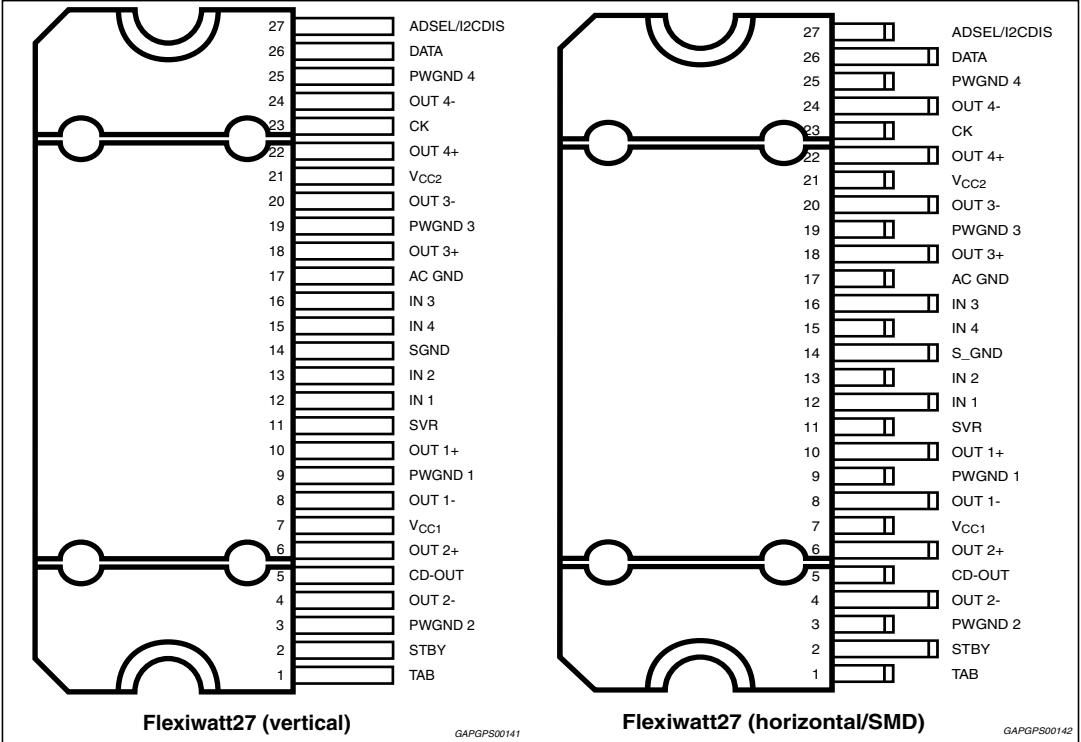 27 ADSEL/I2CDIS
26 DATA
25 PWGND 4
24 OUT 4-
23 CK
22 OUT 4+
21 VCC2
20 OUT 3-
19 PWGND 3
18 OUT 3+
17 AC GND
16 IN 3
15 IN 4
14 SGND
13 IN 2
12 IN 1
11 SVR
10 OUT 1+
9 PWGND 1
8 OUT 1-
7 VCC1
6 OUT 2+
5 CD-OUT
4 OUT 2-
3 PWGND 2
2 STBY
1 TAB
Flexiwatt27 (vertical)
GAPGPS00141
27 ADSEL/I2CDIS
26 DATA
25 PWGND 4
24 OUT 4-
23 CK
22 OUT 4+
21 VCC2
20 OUT 3-
19 PWGND 3
18 OUT 3+
17 AC GND
16 IN 3
15 IN 4
14 S_GND
13 IN 2
12 IN 1
11 SVR
10 OUT 1+
9 PWGND 1
8 OUT 1-
7 VCC1
6 OUT 2+
5 CD-OUT
4 OUT 2-
3 PWGND 2
2 STBY
1 TAB
Flexiwatt27 (horizontal/SMD)
GAPGPS00142